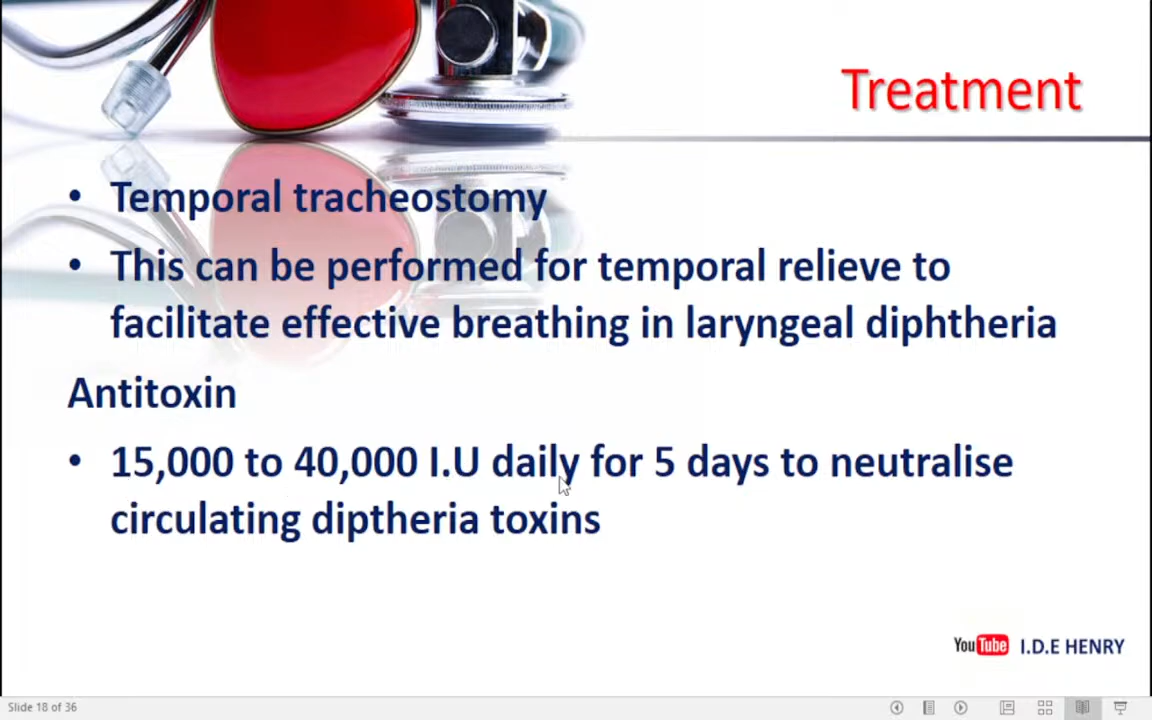 Treatment
• Temporal tracheostomy
• This can be performed for temporal relieve to
facilitate effective breathing in laryngeal diphtheria
Antitoxin
• 15,000 to 40,000 I.U daily for 5 days to neutralise
circulating diptheria toxins
YouTube I.D.E HENRY
Slide 18 of 36